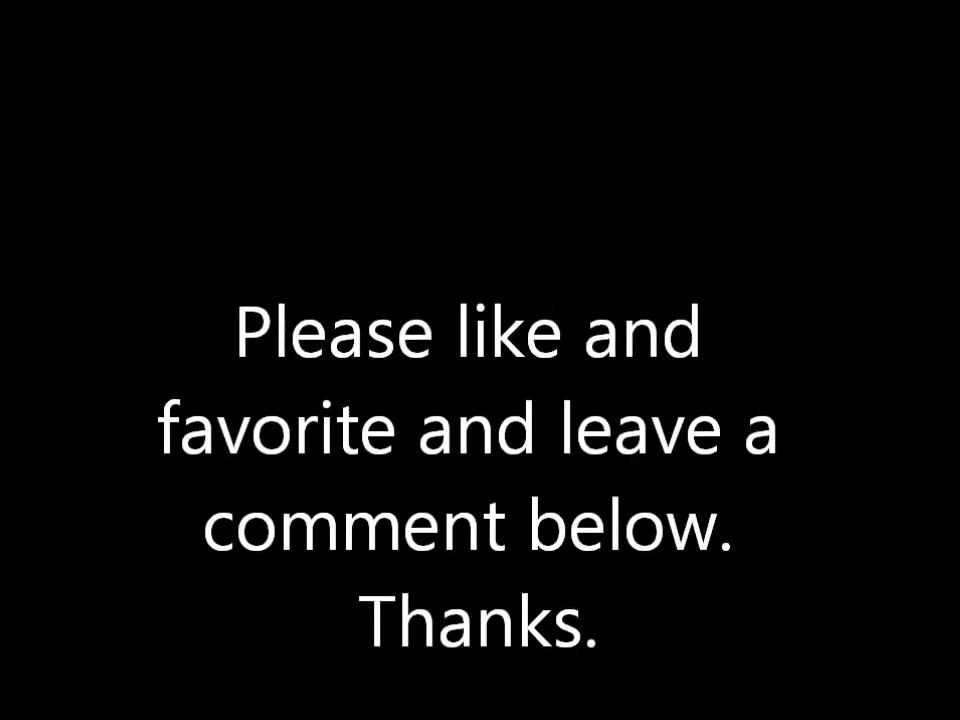 Please like and
favorite and leave a
comment below.
Thanks.